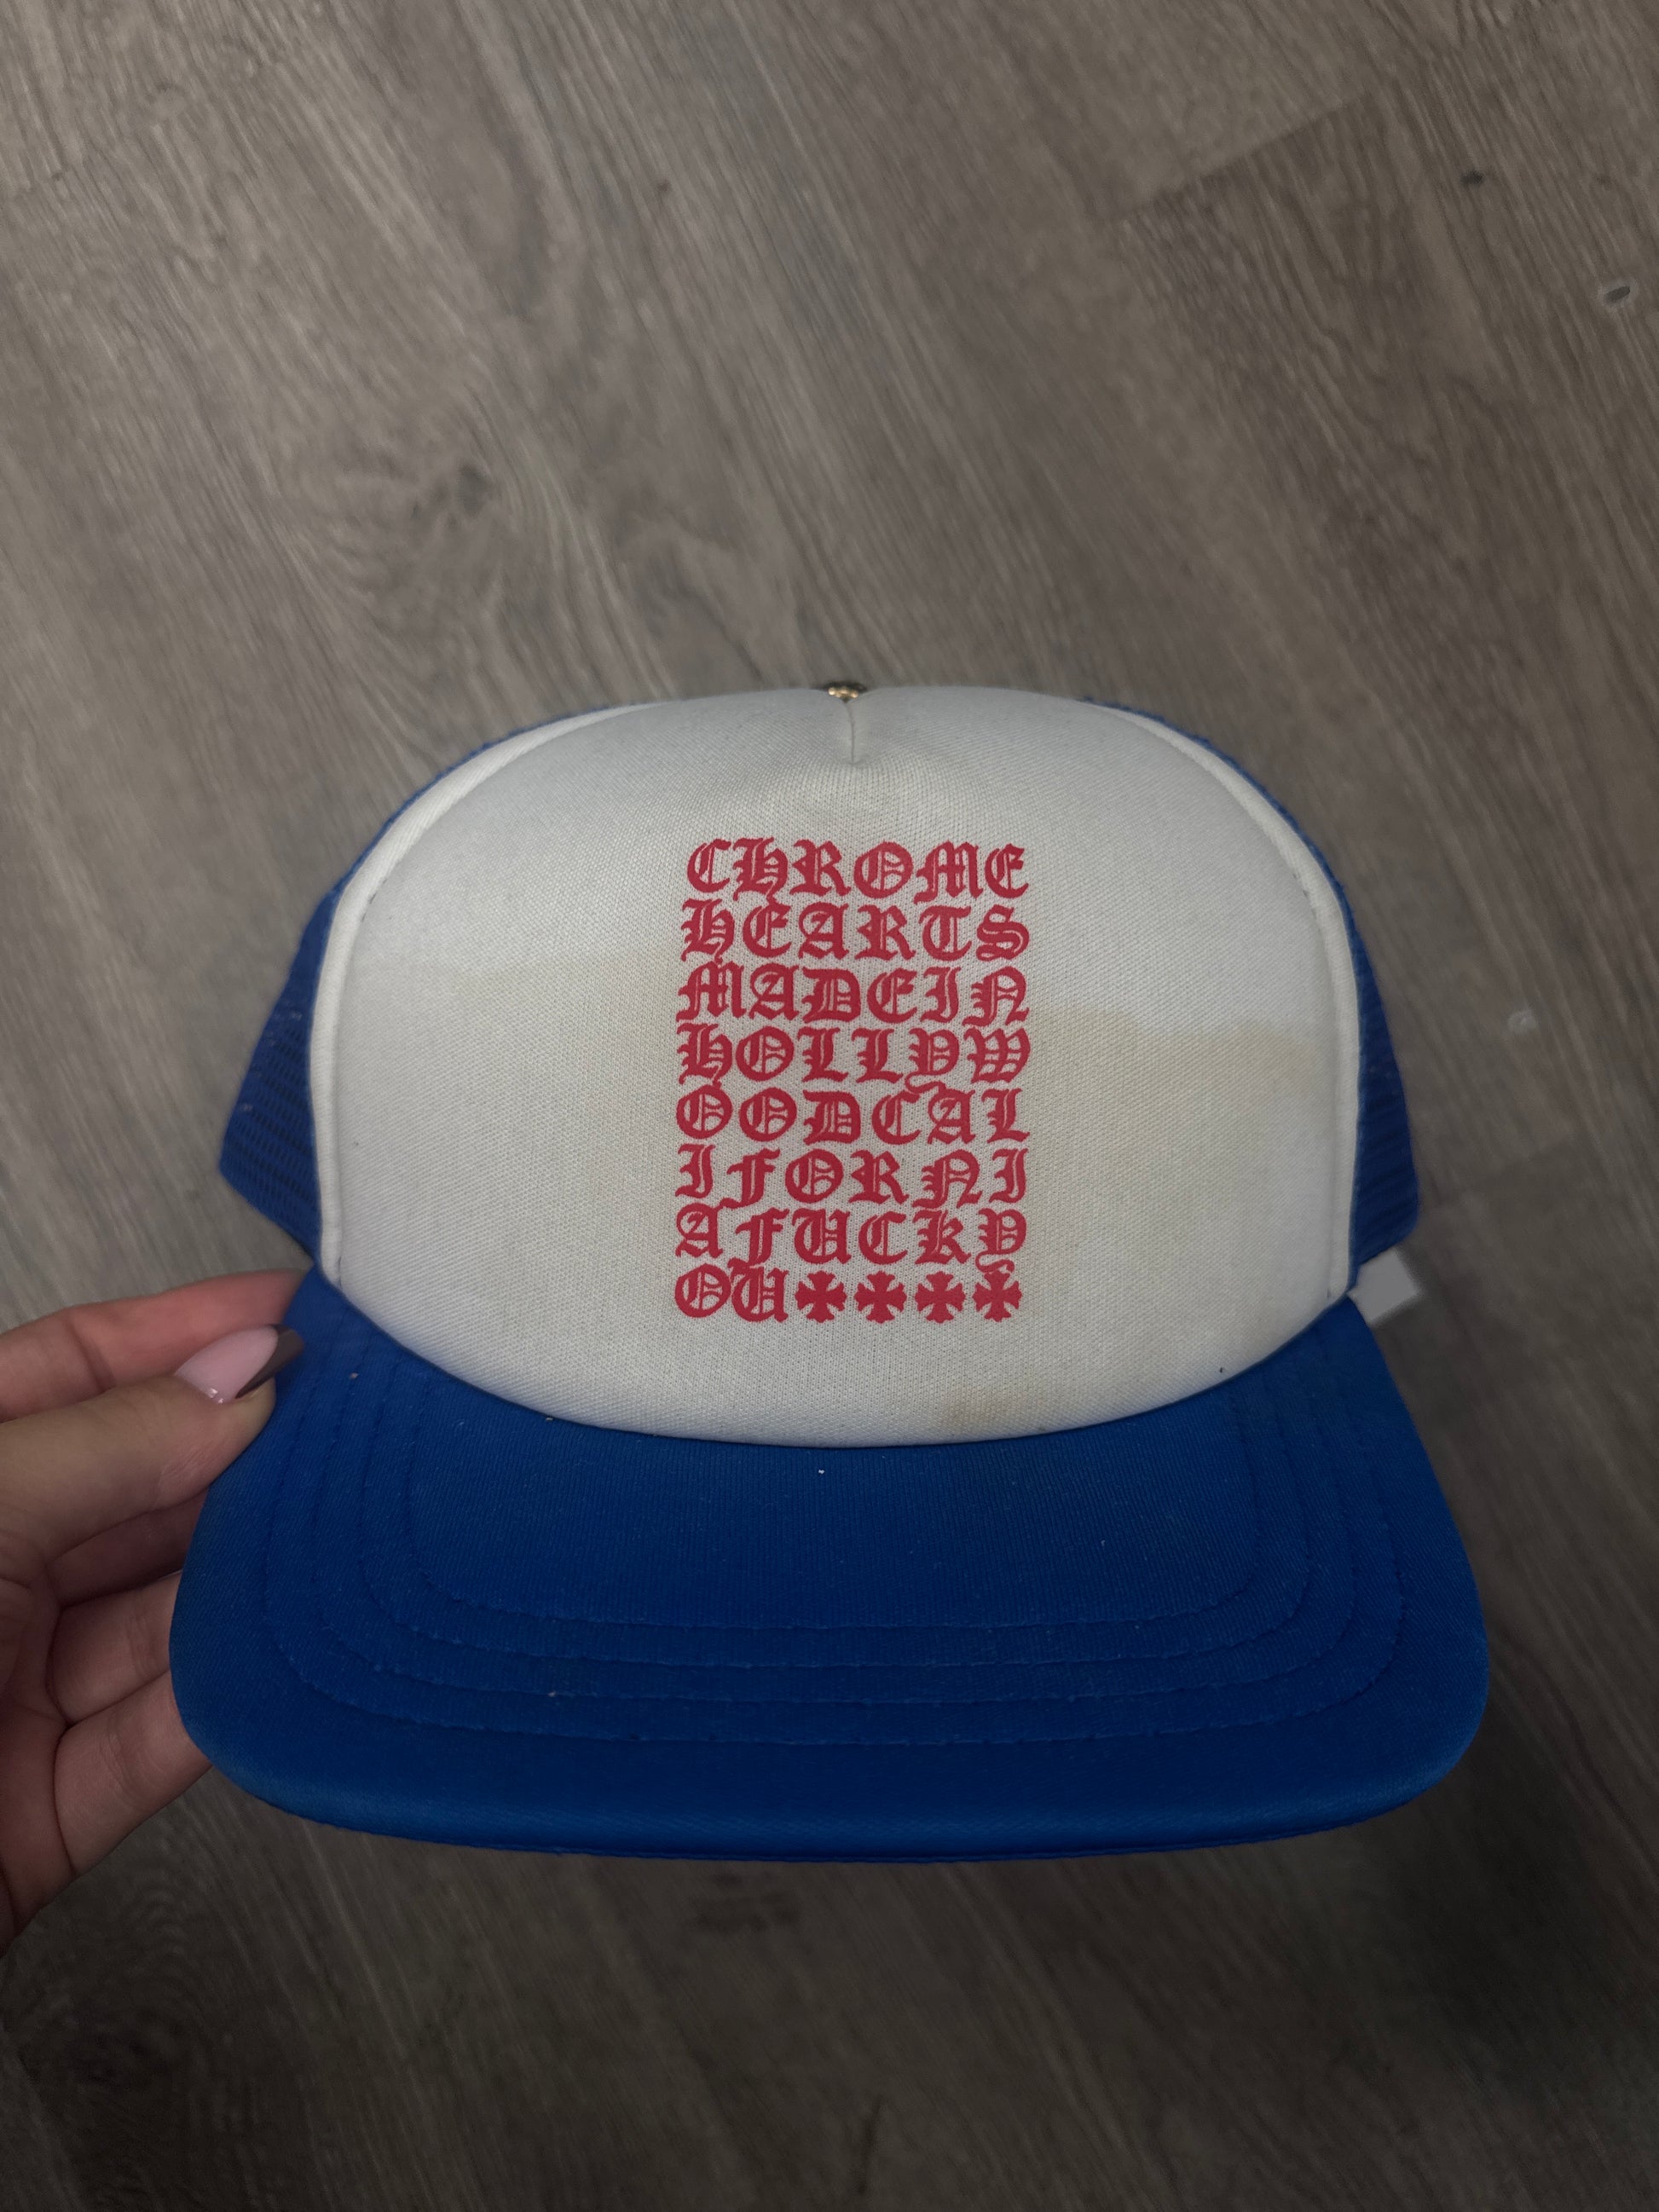 CHROME
HEARTS
MADEIN
HOLLYW
OODCAL
IFORNI
AFUCKY
OU